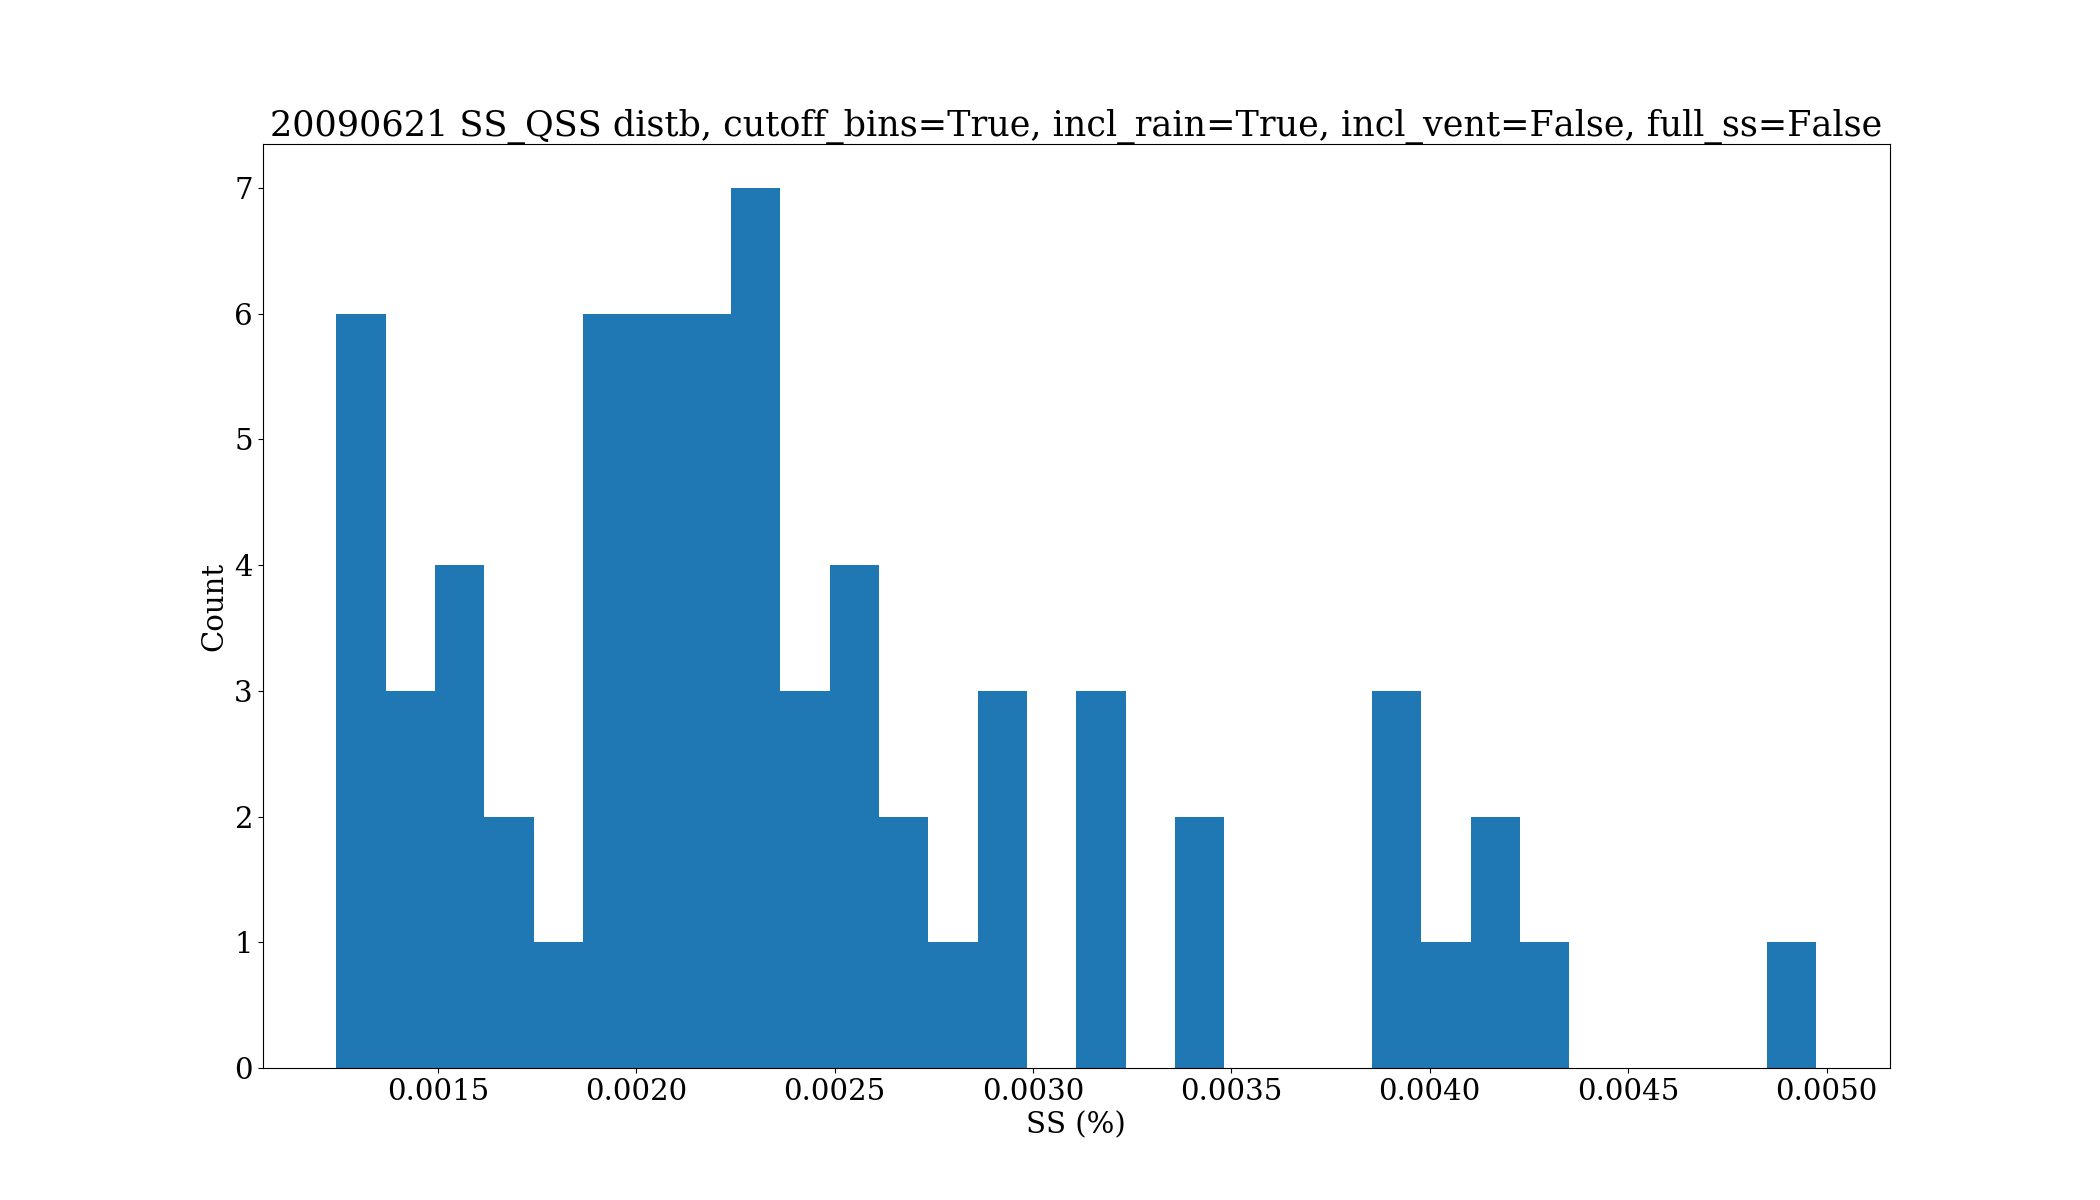 20090621 SS_QSS distb, cutoff_bins=True, incl_rain=True, incl_vent=False, full_ss=False
7
6
5
4
3
2
1
0
Count
0.0015 0.0020 0.0025 0.0030 0.0035 0.0040 0.0045 0.0050
SS (%)